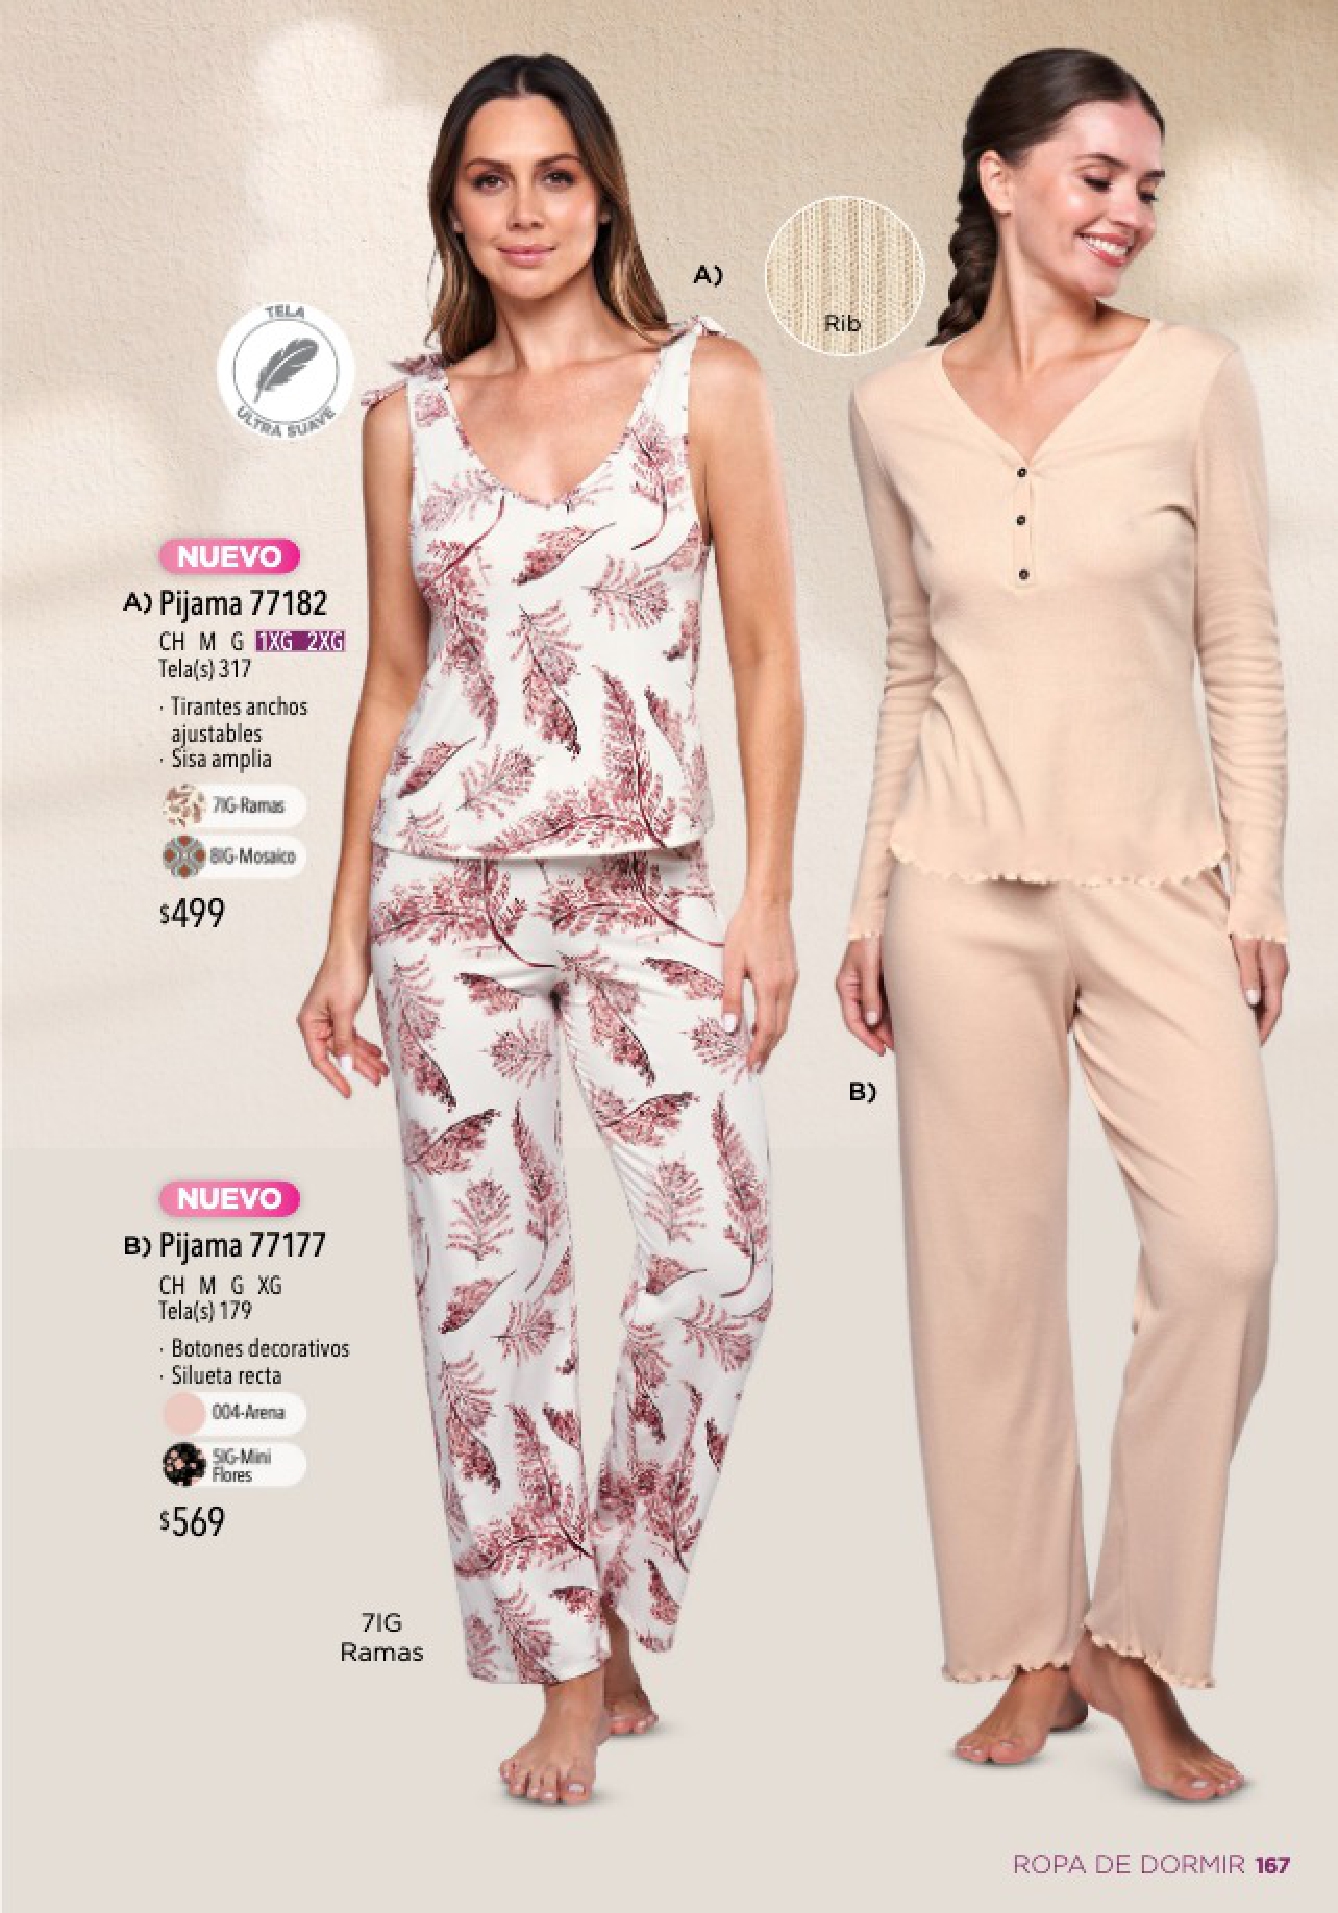 TELA
ULTRA SUAVE
A)
Rib
NUEVO
A) Pijama 77182
CH M G 1XG 2XG
Tela(s) 317
· Tirantes anchos
ajustables
· Sisa amplia
7IG-Ramas
8IG-Mosaico
$499
B)
NUEVO
B) Pijama 77177
CH M G XG
Tela(s) 179
· Botones decorativos
· Silueta recta
004-Arena
5IG-Mini
Flores
$569
7IG
Ramas
ROPA DE DORMIR 167